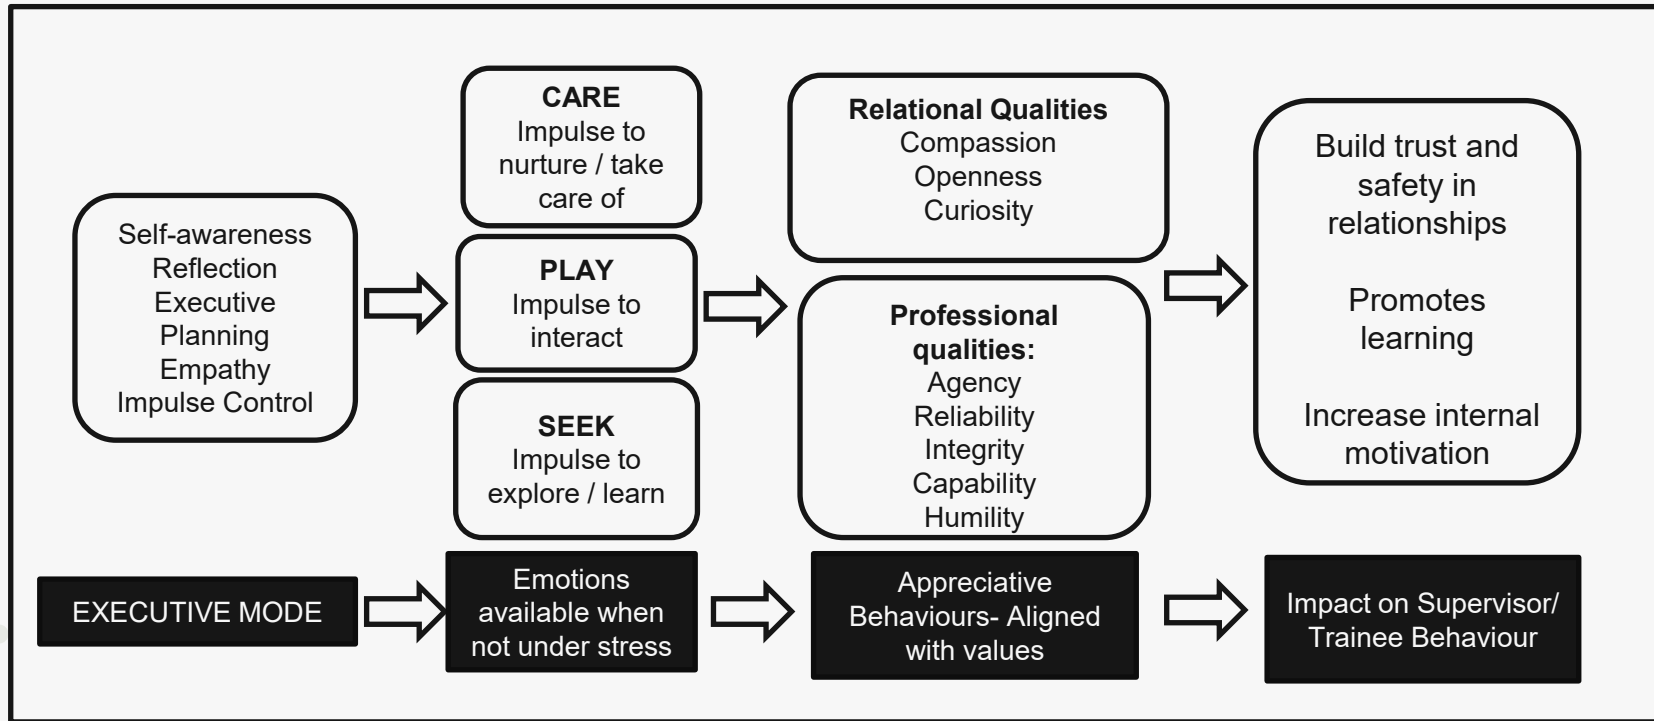 Self-awareness
Reflection
Executive
Planning
Empathy
Impulse Control
CARE
Impulse to
nurture / take
care of
PLAY
Impulse to
interact
SEEK
Impulse to
explore / learn
Relational Qualities
Compassion
Openness
Curiosity
Professional
qualities:
Agency
Reliability
Integrity
Capability
Humility
Build trust and
safety in
relationships
Promotes
learning
Increase internal
motivation
EXECUTIVE MODE
Emotions
available when
not under stress
Appreciative
Behaviours- Aligned
with values
Impact on Supervisor/
Trainee Behaviour